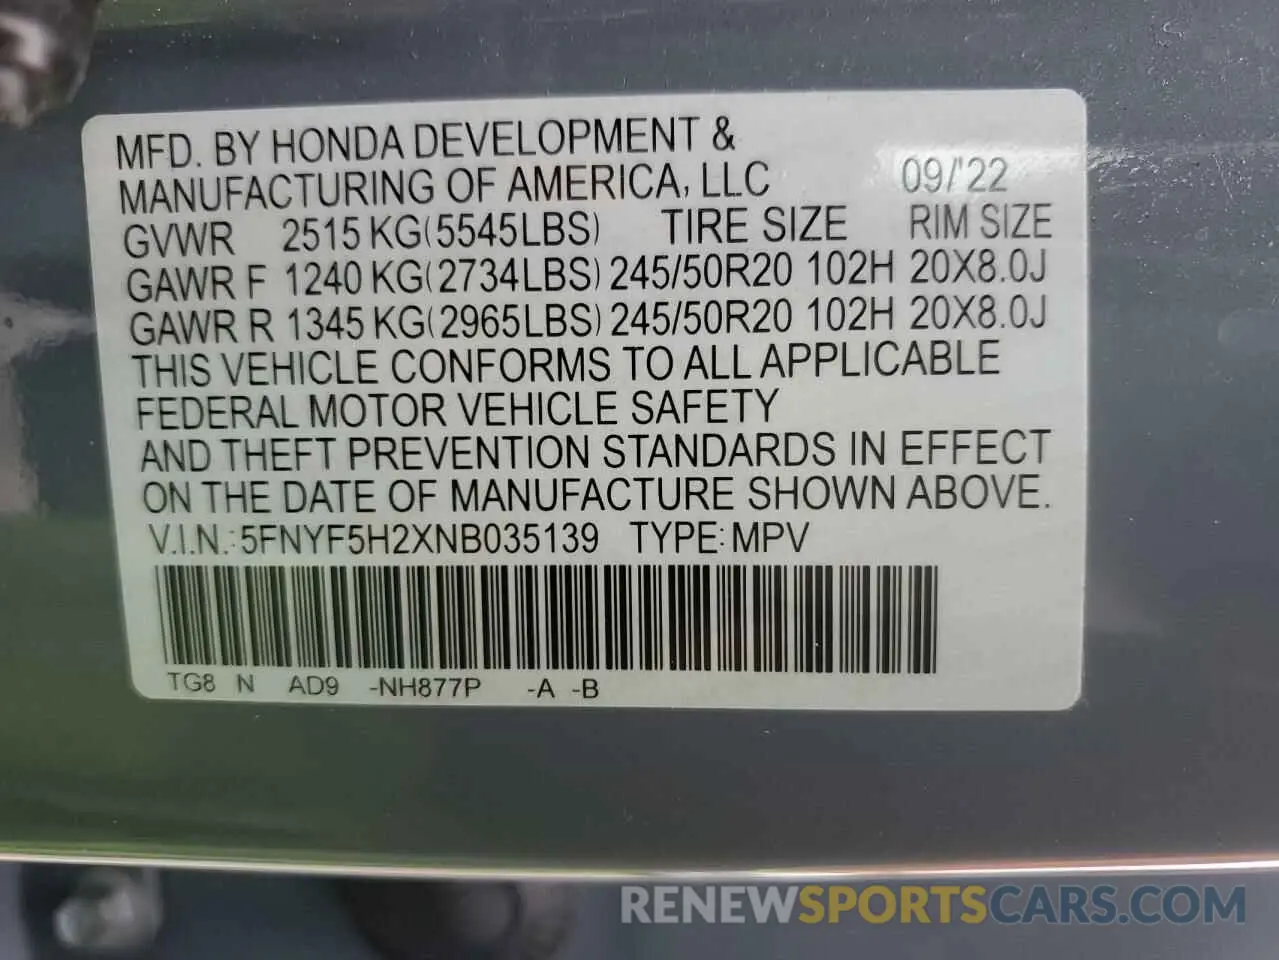 MFD. BY HONDA DEVELOPMENT &
MANUFACTURING OF AMERICA, LLC 09/'22
GVWR 2515 KG(5545LBS) TIRE SIZE RIM SIZE
GAWR F 1240 KG(2734LBS) 245/50R20 102H 20X8.0J
GAWR R 1345 KG(2965LBS) 245/50R20 102H 20X8.0J
THIS VEHICLE CONFORMS TO ALL APPLICABLE
FEDERAL MOTOR VEHICLE SAFETY
AND THEFT PREVENTION STANDARDS IN EFFECT
ON THE DATE OF MANUFACTURE SHOWN ABOVE.
V.I.N.: 5FNYF5H2XNB035139 TYPE: MPV
TG8 N AD9 -NH877P -A -B
RENEWSPORTSCARS.COM